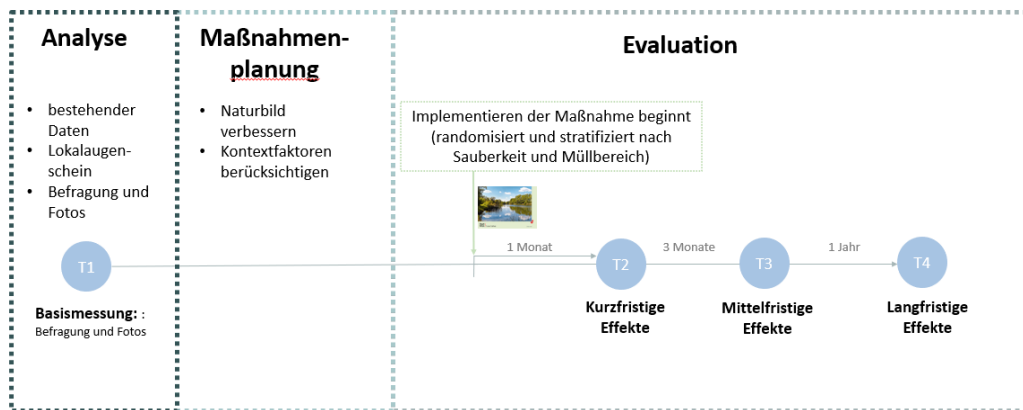 Analyse
bestehender
Daten
Lokalaugen-
schein
Befragung und
Fotos
T1
Basismessung: :
Befragung und Fotos
Maßnahmen-
planung
Naturbild
verbessern
Kontextfaktoren
berücksichtigen
Evaluation
Implementieren der Maßnahme beginnt
(randomisiert und stratifiziert nach
Sauberkeit und Müllbereich)
1 Monat
T2
3 Monate
T3
1 Jahr
T4
Kurzfristige
Effekte
Mittelfristige
Effekte
Langfristige
Effekte